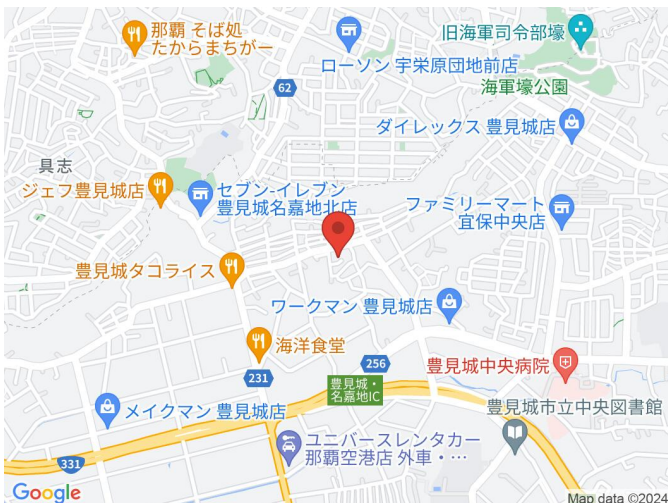 那覇 そば処
たからまちがー
旧海軍司令部壕
ローソン 宇栄原団地前店
海軍壕公園
62
ダイレックス 豊見城店
具志
ジェフ豊見城店
セブン-イレブン
豊見城名嘉地北店
ファミリーマート
宜保中央店
豊見城タコライス
ワークマン 豊見城店
海洋食堂
256
豊見城中央病院
231
豊見城・
名嘉地IC
メイクマン 豊見城店
豊見城市立中央図書館
ユニバースレンタカー
那覇空港店 外車・…
331
Google
Map data ©2024